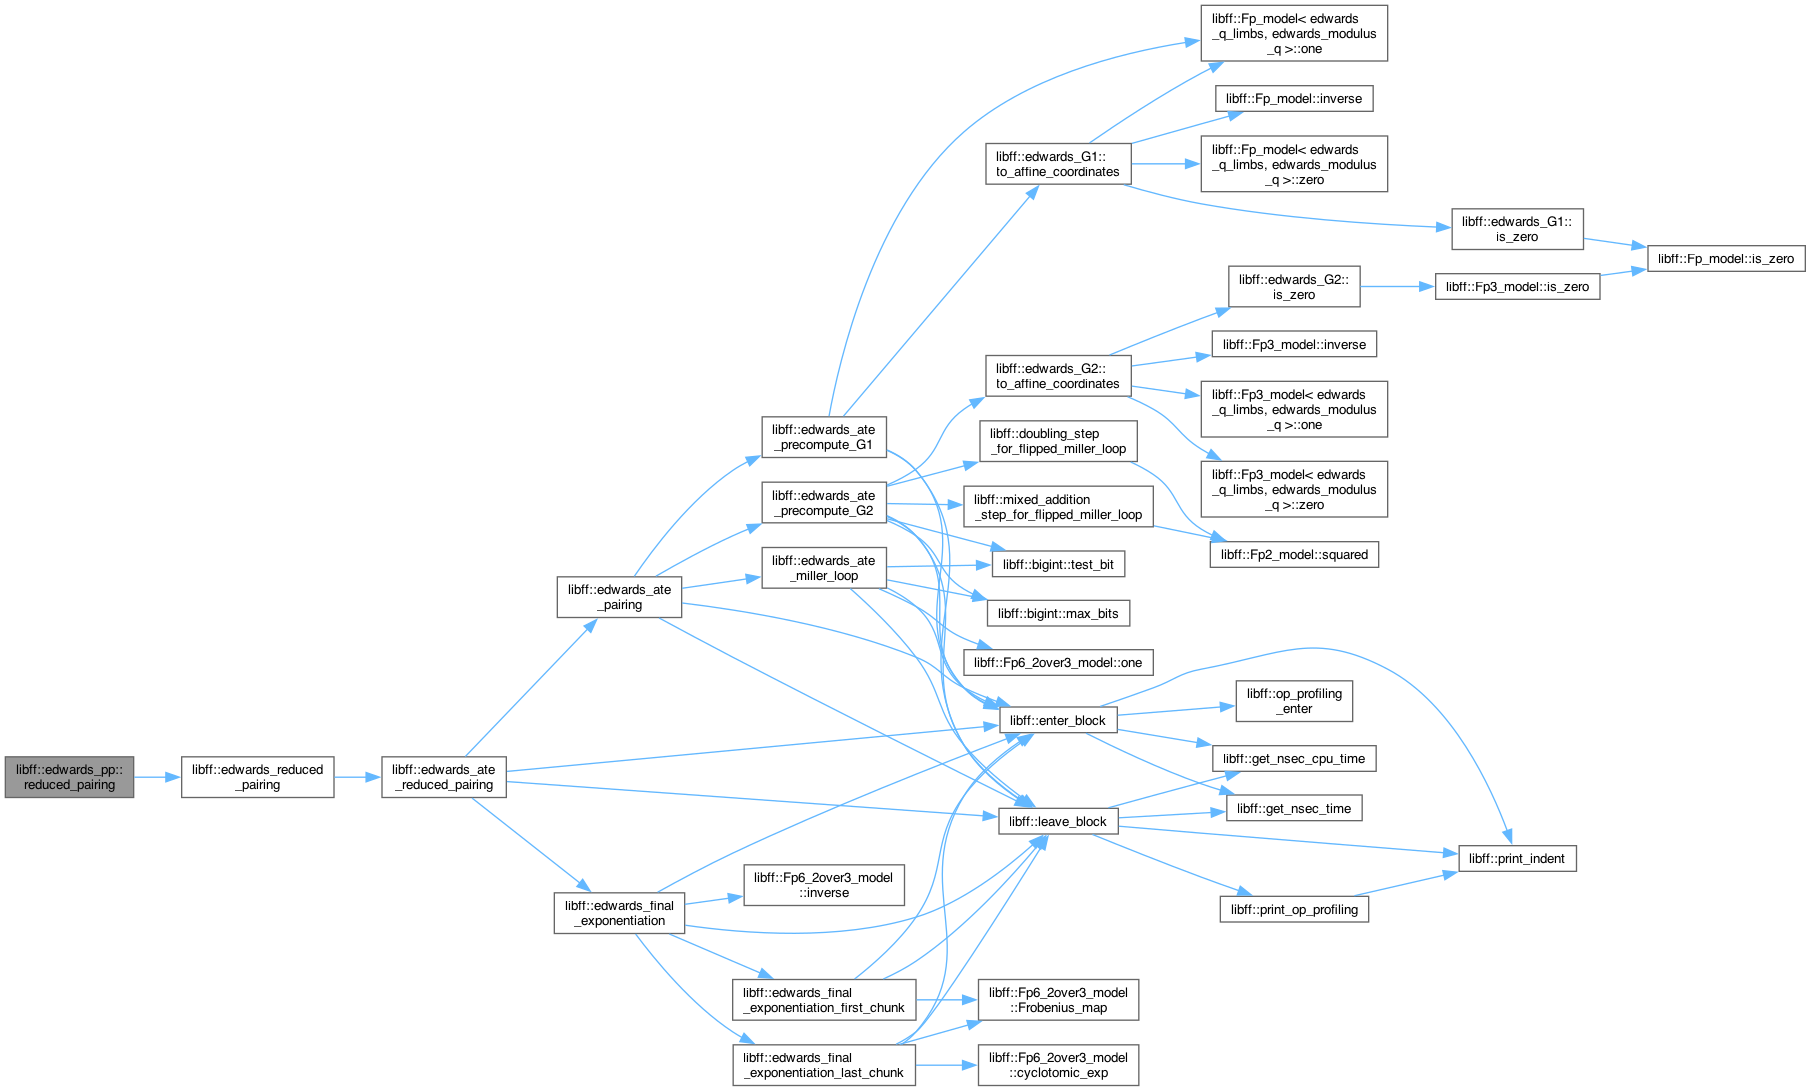 libff::edwards_pp::
reduced_pairing
libff::edwards_reduced
_pairing
libff::edwards_ate
_reduced_pairing
libff::edwards_ate
_pairing
libff::edwards_final
_exponentiation
libff::edwards_ate
_precompute_G1
libff::edwards_ate
_precompute_G2
libff::edwards_ate
_miller_loop
libff::Fp6_2over3_model
::inverse
libff::edwards_final
_exponentiation_first_chunk
libff::edwards_final
_exponentiation_last_chunk
libff::edwards_G1::
to_affine_coordinates
libff::edwards_G2::
to_affine_coordinates
libff::doubling_step
_for_flipped_miller_loop
libff::mixed_addition
_step_for_flipped_miller_loop
libff::bigint::test_bit
libff::bigint::max_bits
libff::Fp6_2over3_model::one
libff::enter_block
libff::leave_block
libff::Fp6_2over3_model
::Frobenius_map
libff::Fp6_2over3_model
::cyclotomic_exp
libff::Fp_model< edwards
_q_limbs, edwards_modulus
_q >::one
libff::Fp_model::inverse
libff::Fp_model< edwards
_q_limbs, edwards_modulus
_q >::zero
libff::edwards_G2::
is_zero
libff::Fp3_model::inverse
libff::Fp3_model< edwards
_q_limbs, edwards_modulus
_q >::one
libff::Fp3_model< edwards
_q_limbs, edwards_modulus
_q >::zero
libff::Fp2_model::squared
libff::op_profiling
_enter
libff::get_nsec_cpu_time
libff::get_nsec_time
libff::print_op_profiling
libff::edwards_G1::
is_zero
libff::Fp3_model::is_zero
libff::print_indent
libff::Fp_model::is_zero